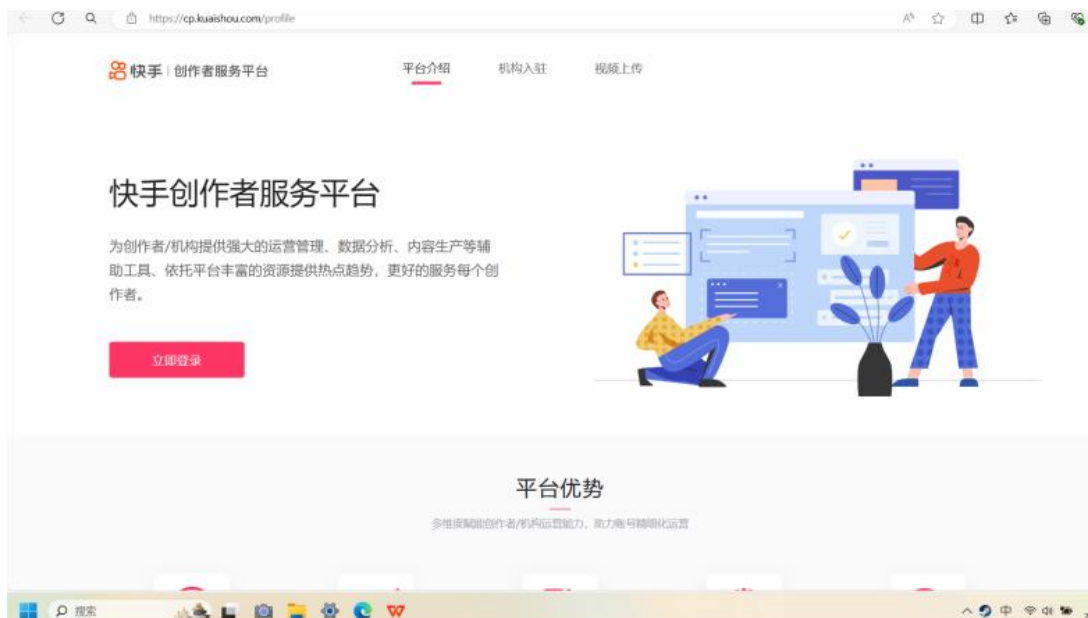 https://cp.kuaishou.com/profile
快手 | 创作者服务平台
平台介绍
机构入驻
视频上传
快手创作者服务平台
为创作者/机构提供强大的运营管理、数据分析、内容生产等辅
助工具、依托平台丰富的资源提供热点趋势，更好的服务每个创
作者。
立即登录
平台优势
多维度赋能创作者/机构运营能力，助力账号精细化运营
搜索
中